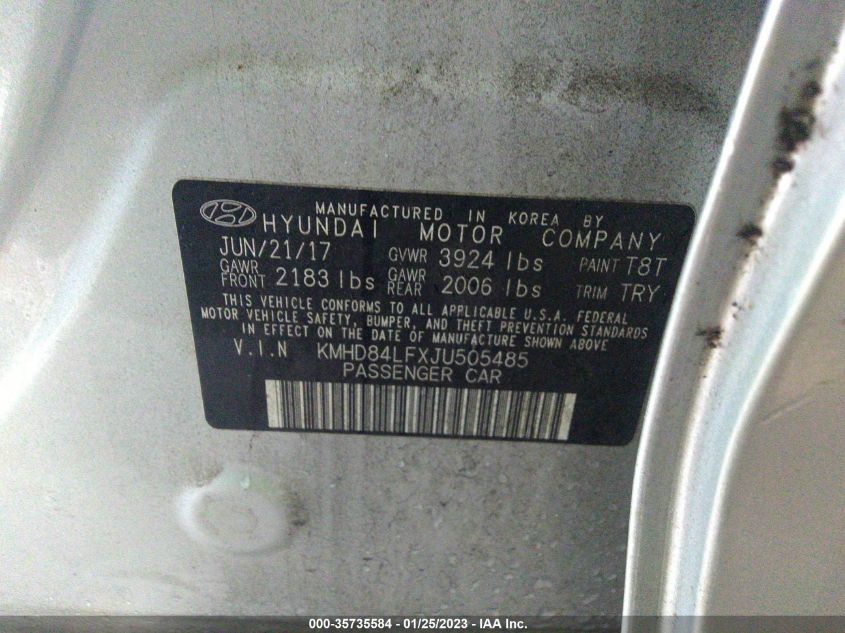 MANUFACTURED IN KOREA BY
HYUNDAI MOTOR COMPANY
JUN/21/17 GVWR 3924 lbs PAINT T8T
GAWR FRONT 2183 lbs GAWR REAR 2006 lbs TRIM TRY
THIS VEHICLE CONFORMS TO ALL APPLICABLE U.S.A. FEDERAL
MOTOR VEHICLE SAFETY, BUMPER, AND THEFT PREVENTION STANDARDS
IN EFFECT ON THE DATE OF MANUFACTURE SHOWN ABOVE.
V.I.N KMHD84LFXJU505485
PASSENGER CAR
000-35735584 - 01/25/2023 - IAA Inc.